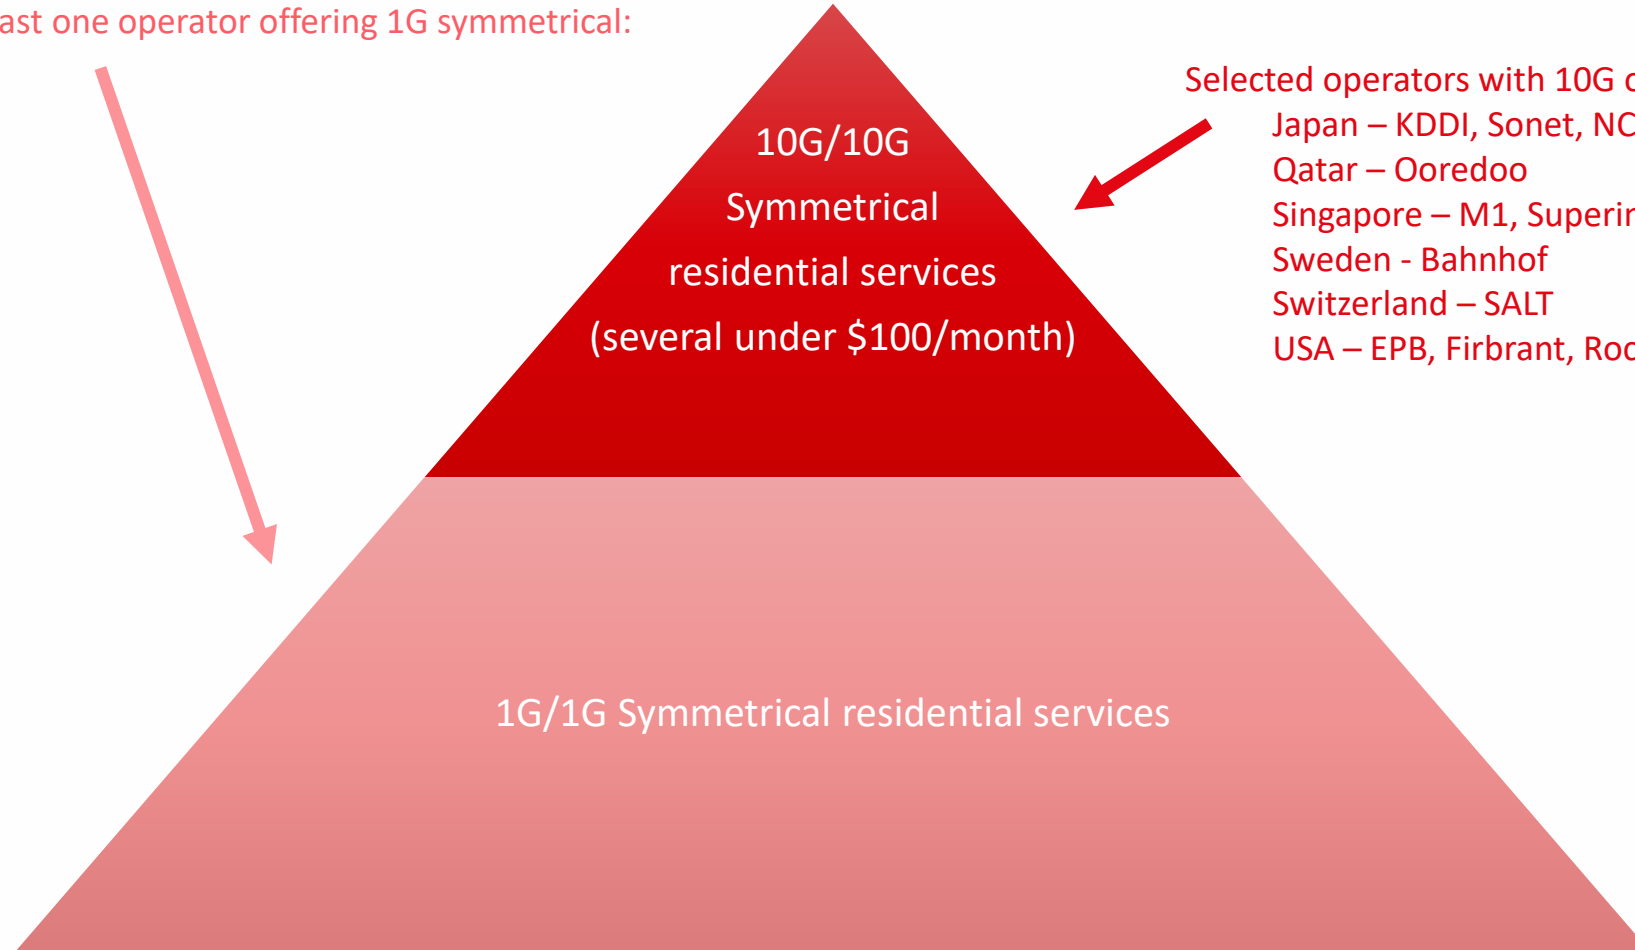 one operator offering 1G symmetrical:
Selected operators with 10G
Japan – KDDI, Sonet,
Qatar – Ooredoo
Singapore – M1,
Sweden - Bahnhof
Switzerland – SALT
USA – EPB, Firbrant,
10G/10G
Symmetrical
residential services
(several under $100/month)
1G/1G Symmetrical residential services